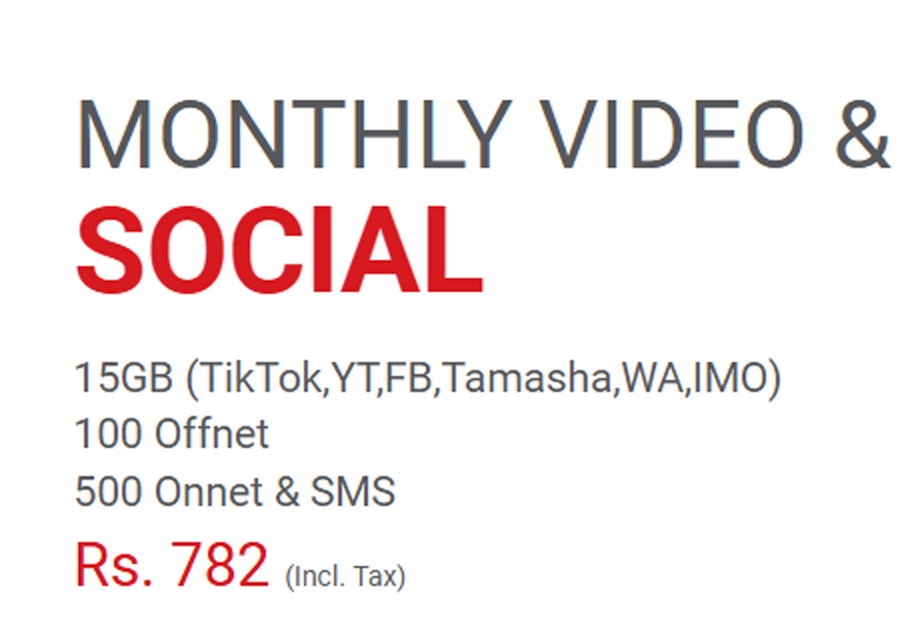 MONTHLY VIDEO &
SOCIAL
15GB (TikTok,YT,FB,Tamasha,WA,IMO)
100 Offnet
500 Onnet & SMS
Rs. 782 (Incl. Tax)